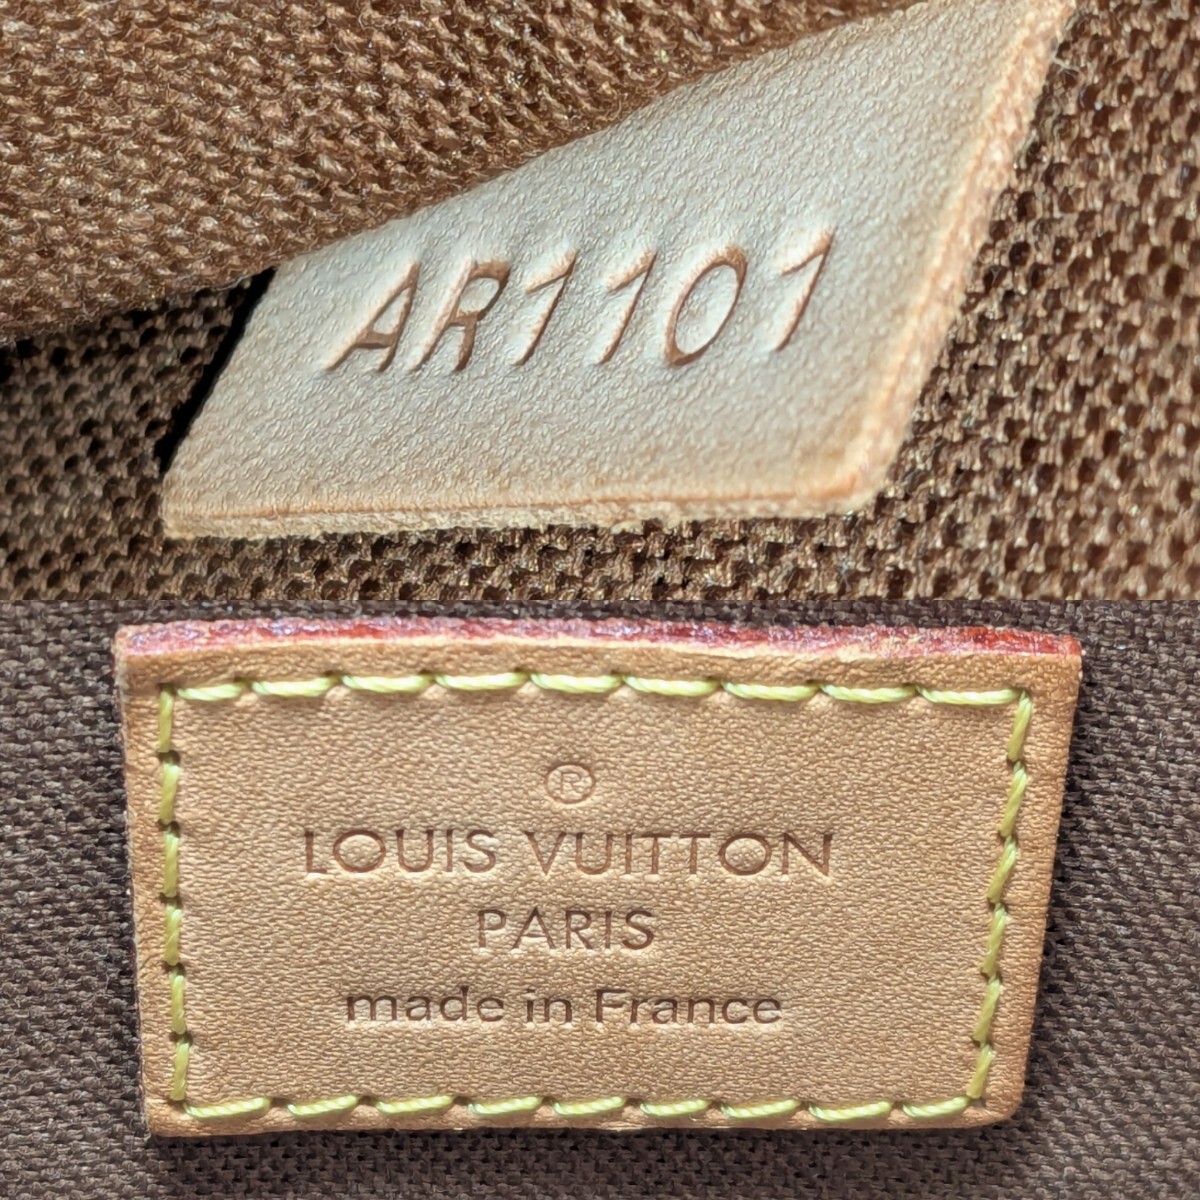 AR1101
®
LOUIS VUITTON
PARIS
made in France